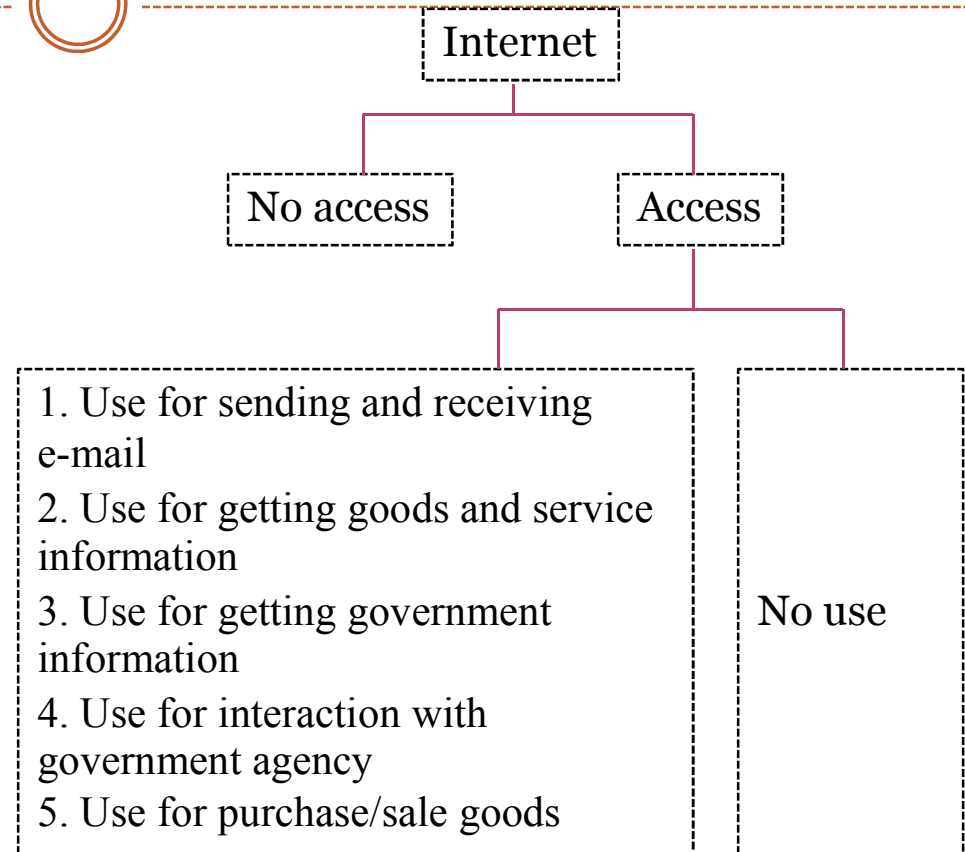 Internet
No access
Access
1. Use for sending and receiving
e-mail
2. Use for getting goods and service
information
3. Use for getting government
information
4. Use for interaction with
government agency
5. Use for purchase/sale goods
No use